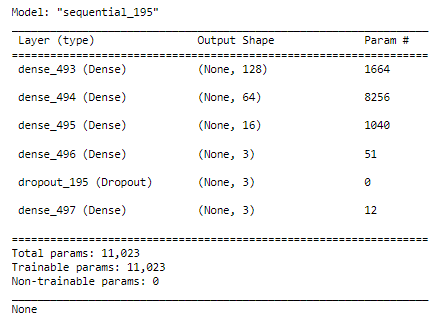 Model: "sequential_195"
Layer (type) Output Shape Param #
dense_493 (Dense) (None, 128) 1664
dense_494 (Dense) (None, 64) 8256
dense_495 (Dense) (None, 16) 1040
dense_496 (Dense) (None, 3) 51
dropout_195 (Dropout) (None, 3) 0
dense_497 (Dense) (None, 3) 12
Total params: 11,023
Trainable params: 11,023
Non-trainable params: 0
None